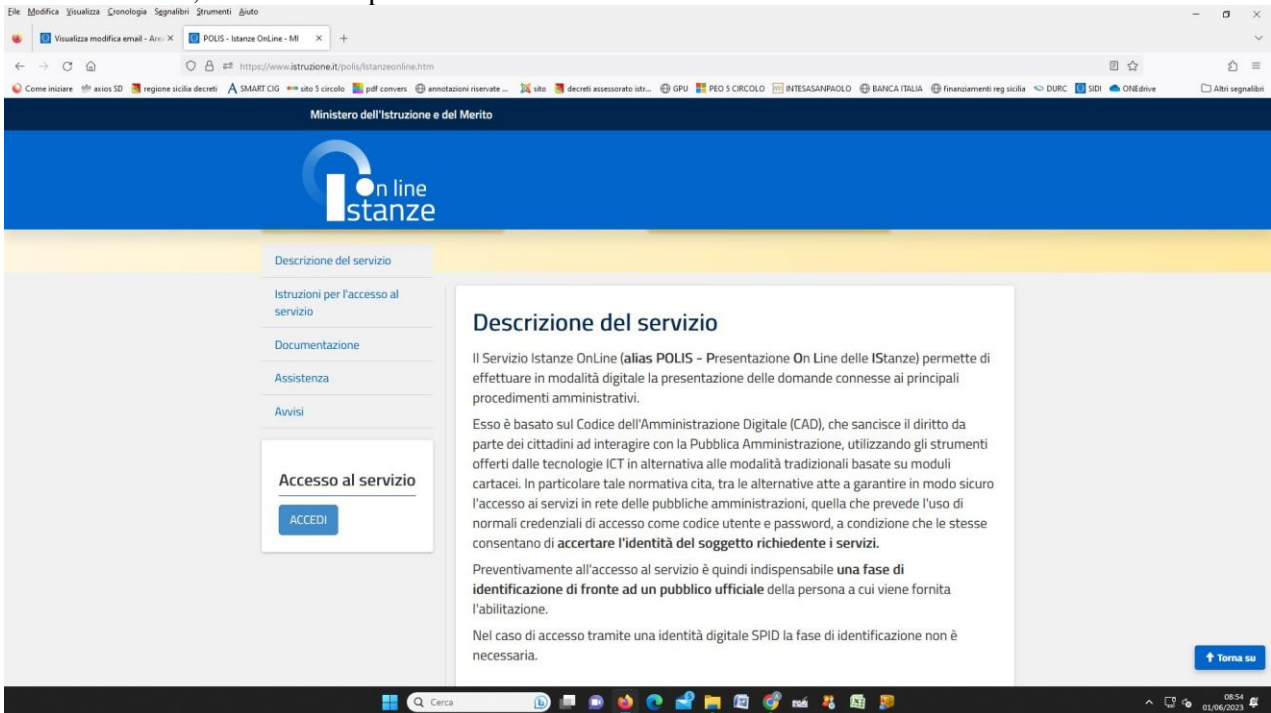 File Modifica Visualizza Cronologia Segnalibri Strumenti Aiuto
Visualizza modifica email - Are
POLIS - Istanze OnLine - MI
https://www.istruzione.it/polis/Istanzeonline.htm
Come iniziare axios SD regione sicilia decreti SMART CIG sito 5 circolo pdf convers annotazioni riservate ... sito decreti assessorato istr... GPU PEO 5 CIRCOLO INTESASANPAOLO BANCA ITALIA finanziamenti reg sicilia DURC SIDI ONEdrive Altri segnalibri
Ministero dell'Istruzione e del Merito
On line
Istanze
Descrizione del servizio
Istruzioni per l'accesso al
servizio
Documentazione
Assistenza
Avvisi
Accesso al servizio
ACCEDI
Descrizione del servizio
Il Servizio Istanze OnLine (alias POLIS - Presentazione On Line delle IStanze) permette di
effettuare in modalità digitale la presentazione delle domande connesse ai principali
procedimenti amministrativi.
Esso è basato sul Codice dell'Amministrazione Digitale (CAD), che sancisce il diritto da
parte dei cittadini ad interagire con la Pubblica Amministrazione, utilizzando gli strumenti
offerti dalle tecnologie ICT in alternativa alle modalità tradizionali basate su moduli
cartacei. In particolare tale normativa cita, tra le alternative atte a garantire in modo sicuro
l'accesso ai servizi in rete delle pubbliche amministrazioni, quella che prevede l'uso di
normali credenziali di accesso come codice utente e password, a condizione che le stesse
consentano di accertare l'identità del soggetto richiedente i servizi.
Preventivamente all'accesso al servizio è quindi indispensabile una fase di
identificazione di fronte ad un pubblico ufficiale della persona a cui viene fornita
l'abilitazione.
Nel caso di accesso tramite una identità digitale SPID la fase di identificazione non è
necessaria.
Torna su
Cerca
08:54
01/06/2023